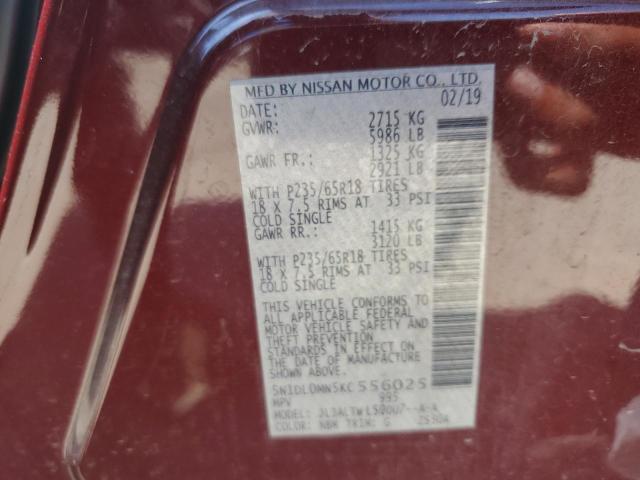 MFD BY NISSAN MOTOR CO., LTD.
DATE: 02/19
GVWR: 2715 KG
5986 LB
GAWR FR.: 1325 KG
2921 LB
WITH P235/65R18 TIRES
18 X 7.5 RIMS AT 33 PSI
COLD SINGLE
GAWR RR.: 1415 KG
3120 LB
WITH P235/65R18 TIRES
18 X 7.5 RIMS AT 33 PSI
COLD SINGLE
THIS VEHICLE CONFORMS TO
ALL APPLICABLE FEDERAL
MOTOR VEHICLE SAFETY AND
THEFT PREVENTION
STANDARDS IN EFFECT ON
THE DATE OF MANUFACTURE
SHOWN ABOVE.
5N1DL0MN5KC556025
MPV 995
MODEL:
COLOR: NBH TRIM: G